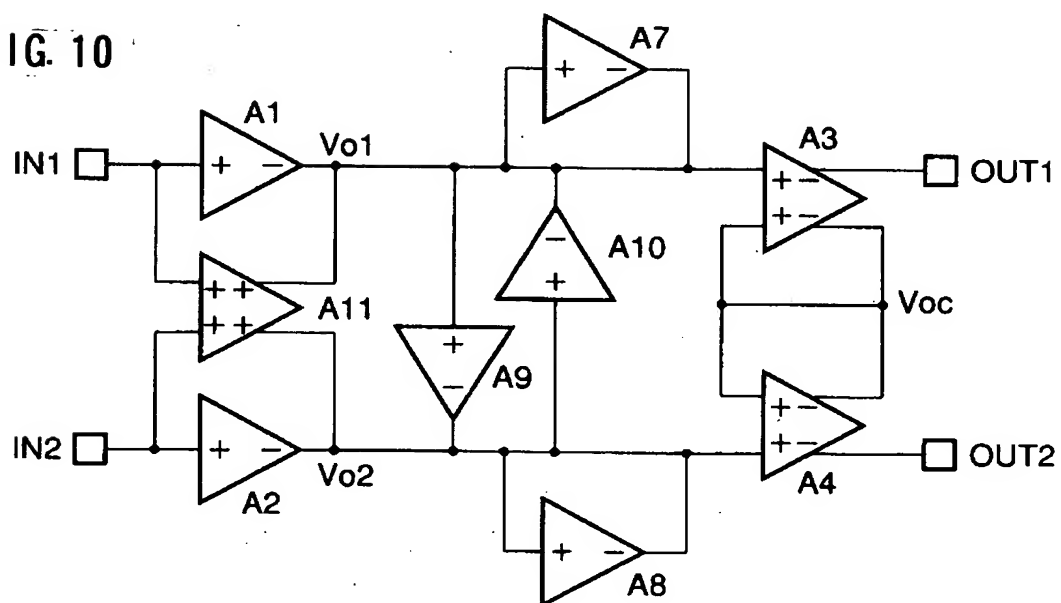 IG. 10
A7
A1
Vo1
A3
IN1
+ -
+ -
+ -
+ -
OUT1
-
+
A10
+ +
+ +
A11
+
-
A9
Voc
IN2
+ -
Vo2
A2
+ -
+ -
A4
OUT2
+ -
A8